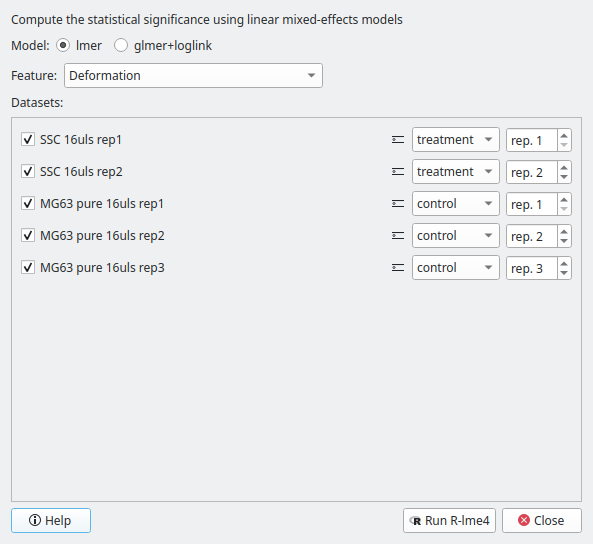 Compute the statistical significance using linear mixed-effects models
Model: lmer glmer+loglink
Feature: Deformation
Datasets:
SSC 16uls rep1 treatment rep. 1
SSC 16uls rep2 treatment rep. 2
MG63 pure 16uls rep1 control rep. 1
MG63 pure 16uls rep2 control rep. 2
MG63 pure 16uls rep3 control rep. 3
Help R Run R-lme4 Close